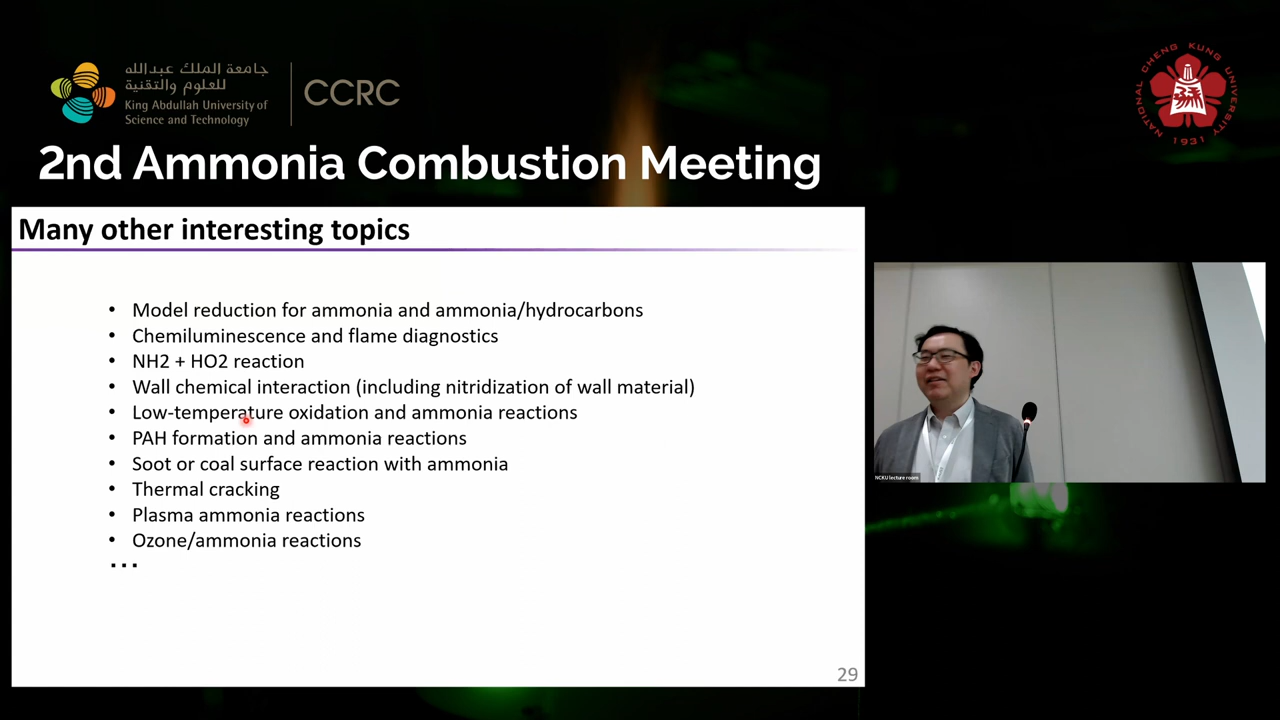 جامعة الملك عبدالله
للعلوم والتقنية
King Abdullah University of
Science and Technology
CCRC
NATIONAL CHENG KUNG UNIVERSITY
1931
2nd Ammonia Combustion Meeting
Many other interesting topics
• Model reduction for ammonia and ammonia/hydrocarbons
• Chemiluminescence and flame diagnostics
• NH2 + HO2 reaction
• Wall chemical interaction (including nitridization of wall material)
• Low-temperature oxidation and ammonia reactions
• PAH formation and ammonia reactions
• Soot or coal surface reaction with ammonia
• Thermal cracking
• Plasma ammonia reactions
• Ozone/ammonia reactions
...
29
NCKU lecture room